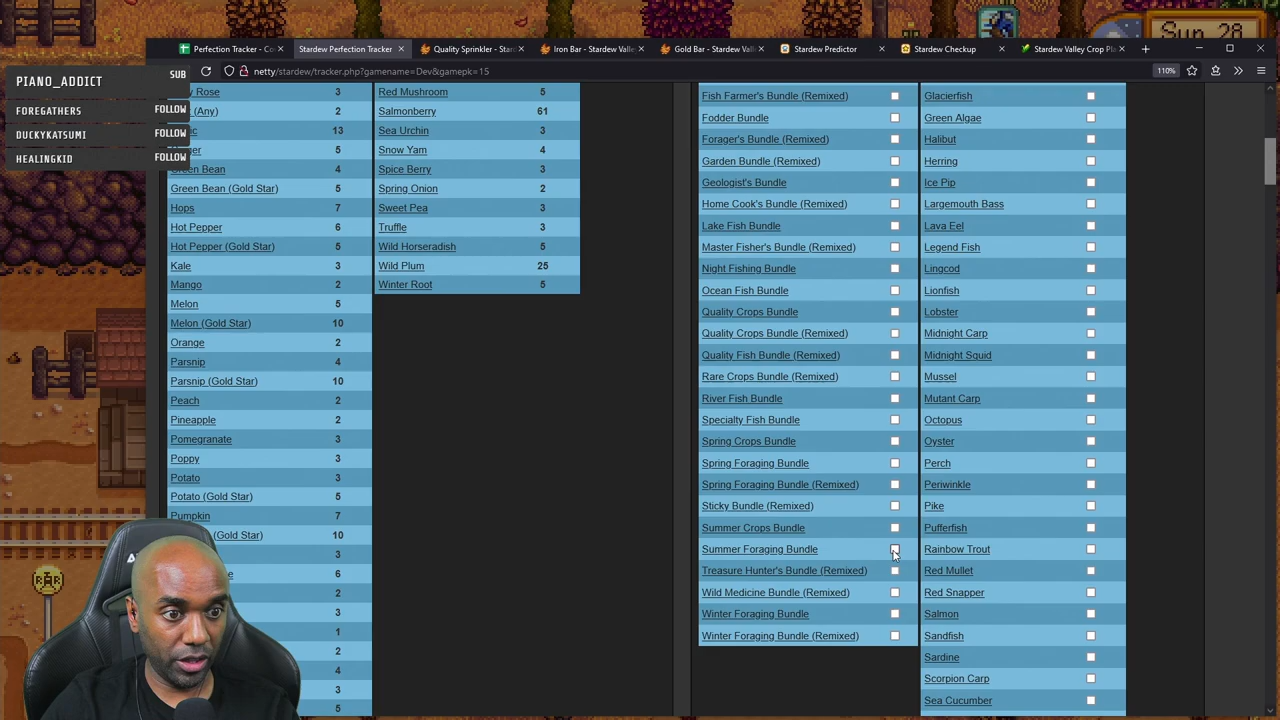 Sun. 28
Perfection Tracker - Co
Stardew Perfection Tracker
Quality Sprinkler - Stard
Iron Bar - Stardew Valle
Gold Bar - Stardew Vall
Stardew Predictor
Stardew Checkup
Stardew Valley Crop Pl
netty/stardew/tracker.php?gamename=Dev&gamepk=15
110%
PIANO_ADDICT SUB
FOREGATHERS FOLLOW
DUCKYKATSUMI FOLLOW
HEALINGKID FOLLOW
Rose 3
(Any) 2
13
5
Green Bean 4
Green Bean (Gold Star) 5
Hops 7
Hot Pepper 6
Hot Pepper (Gold Star) 5
Kale 3
Mango 2
Melon 5
Melon (Gold Star) 10
Orange 2
Parsnip 4
Parsnip (Gold Star) 10
Peach 2
Pineapple 2
Pomegranate 3
Poppy 3
Potato 3
Potato (Gold Star) 5
Pumpkin 7
(Gold Star) 10
3
6
2
3
1
2
4
3
5
Red Mushroom 5
Salmonberry 61
Sea Urchin 3
Snow Yam 4
Spice Berry 3
Spring Onion 2
Sweet Pea 3
Truffle 3
Wild Horseradish 5
Wild Plum 25
Winter Root 5
Fish Farmer's Bundle (Remixed)
Fodder Bundle
Forager's Bundle (Remixed)
Garden Bundle (Remixed)
Geologist's Bundle
Home Cook's Bundle (Remixed)
Lake Fish Bundle
Master Fisher's Bundle (Remixed)
Night Fishing Bundle
Ocean Fish Bundle
Quality Crops Bundle
Quality Crops Bundle (Remixed)
Quality Fish Bundle (Remixed)
Rare Crops Bundle (Remixed)
River Fish Bundle
Specialty Fish Bundle
Spring Crops Bundle
Spring Foraging Bundle
Spring Foraging Bundle (Remixed)
Sticky Bundle (Remixed)
Summer Crops Bundle
Summer Foraging Bundle
Treasure Hunter's Bundle (Remixed)
Wild Medicine Bundle (Remixed)
Winter Foraging Bundle
Winter Foraging Bundle (Remixed)
Glacierfish
Green Algae
Halibut
Herring
Ice Pip
Largemouth Bass
Lava Eel
Legend Fish
Lingcod
Lionfish
Lobster
Midnight Carp
Midnight Squid
Mussel
Mutant Carp
Octopus
Oyster
Perch
Periwinkle
Pike
Pufferfish
Rainbow Trout
Red Mullet
Red Snapper
Salmon
Sandfish
Sardine
Scorpion Carp
Sea Cucumber